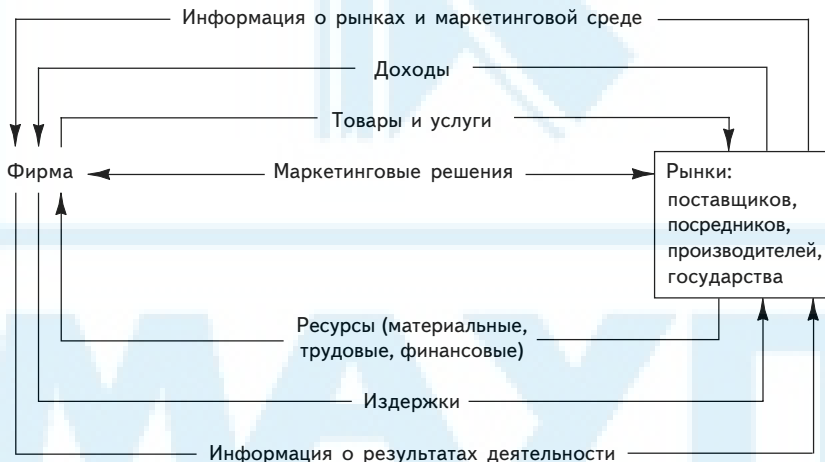 Информация о рынках и маркетинговой среде
Доходы
Товары и услуги
Фирма
Маркетинговые решения
Рынки:
поставщиков,
посредников,
производителей,
государства
Ресурсы (материальные,
трудовые, финансовые)
Издержки
Информация о результатах деятельности
МАУП